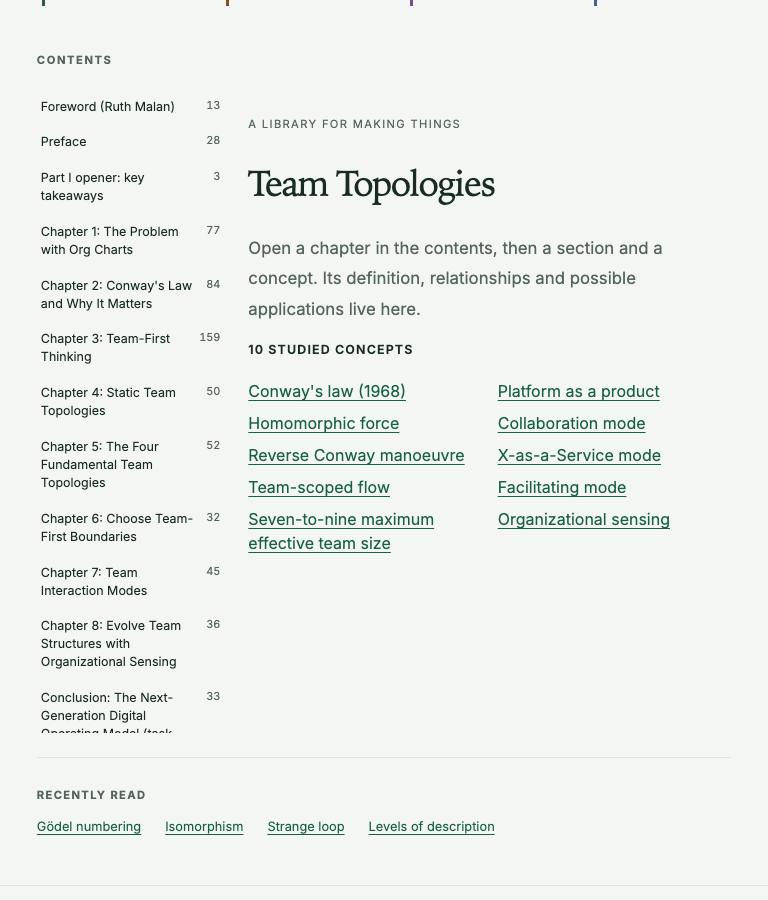 CONTENTS
Foreword (Ruth Malan) 13
Preface 28
Part I opener: key 3
takeaways
Chapter 1: The Problem 77
with Org Charts
Chapter 2: Conway's Law 84
and Why It Matters
Chapter 3: Team-First 159
Thinking
Chapter 4: Static Team 50
Topologies
Chapter 5: The Four 52
Fundamental Team
Topologies
Chapter 6: Choose Team- 32
First Boundaries
Chapter 7: Team 45
Interaction Modes
Chapter 8: Evolve Team 36
Structures with
Organizational Sensing
Conclusion: The Next- 33
Generation Digital
Operating Model (task
A LIBRARY FOR MAKING THINGS
Team Topologies
Open a chapter in the contents, then a section and a
concept. Its definition, relationships and possible
applications live here.
10 STUDIED CONCEPTS
Conway's law (1968)
Homomorphic force
Reverse Conway manoeuvre
Team-scoped flow
Seven-to-nine maximum
effective team size
Platform as a product
Collaboration mode
X-as-a-Service mode
Facilitating mode
Organizational sensing
RECENTLY READ
Gödel numbering Isomorphism Strange loop Levels of description